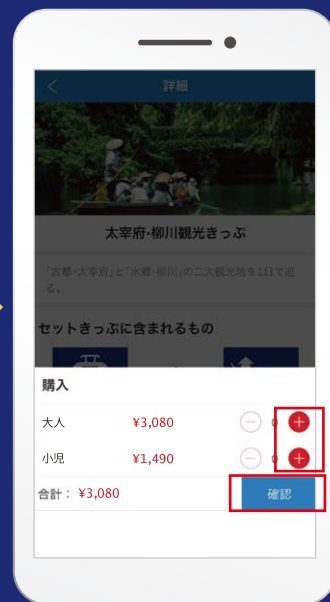 詳細
太宰府・柳川観光きっぷ
「古都・太宰府」と「水郷・柳川」の二大観光地を1日で巡
る。
セットきっぷに含まれるもの
購入
大人 ¥3,080 0
小児 ¥1,490 0
合計： ¥3,080 確認